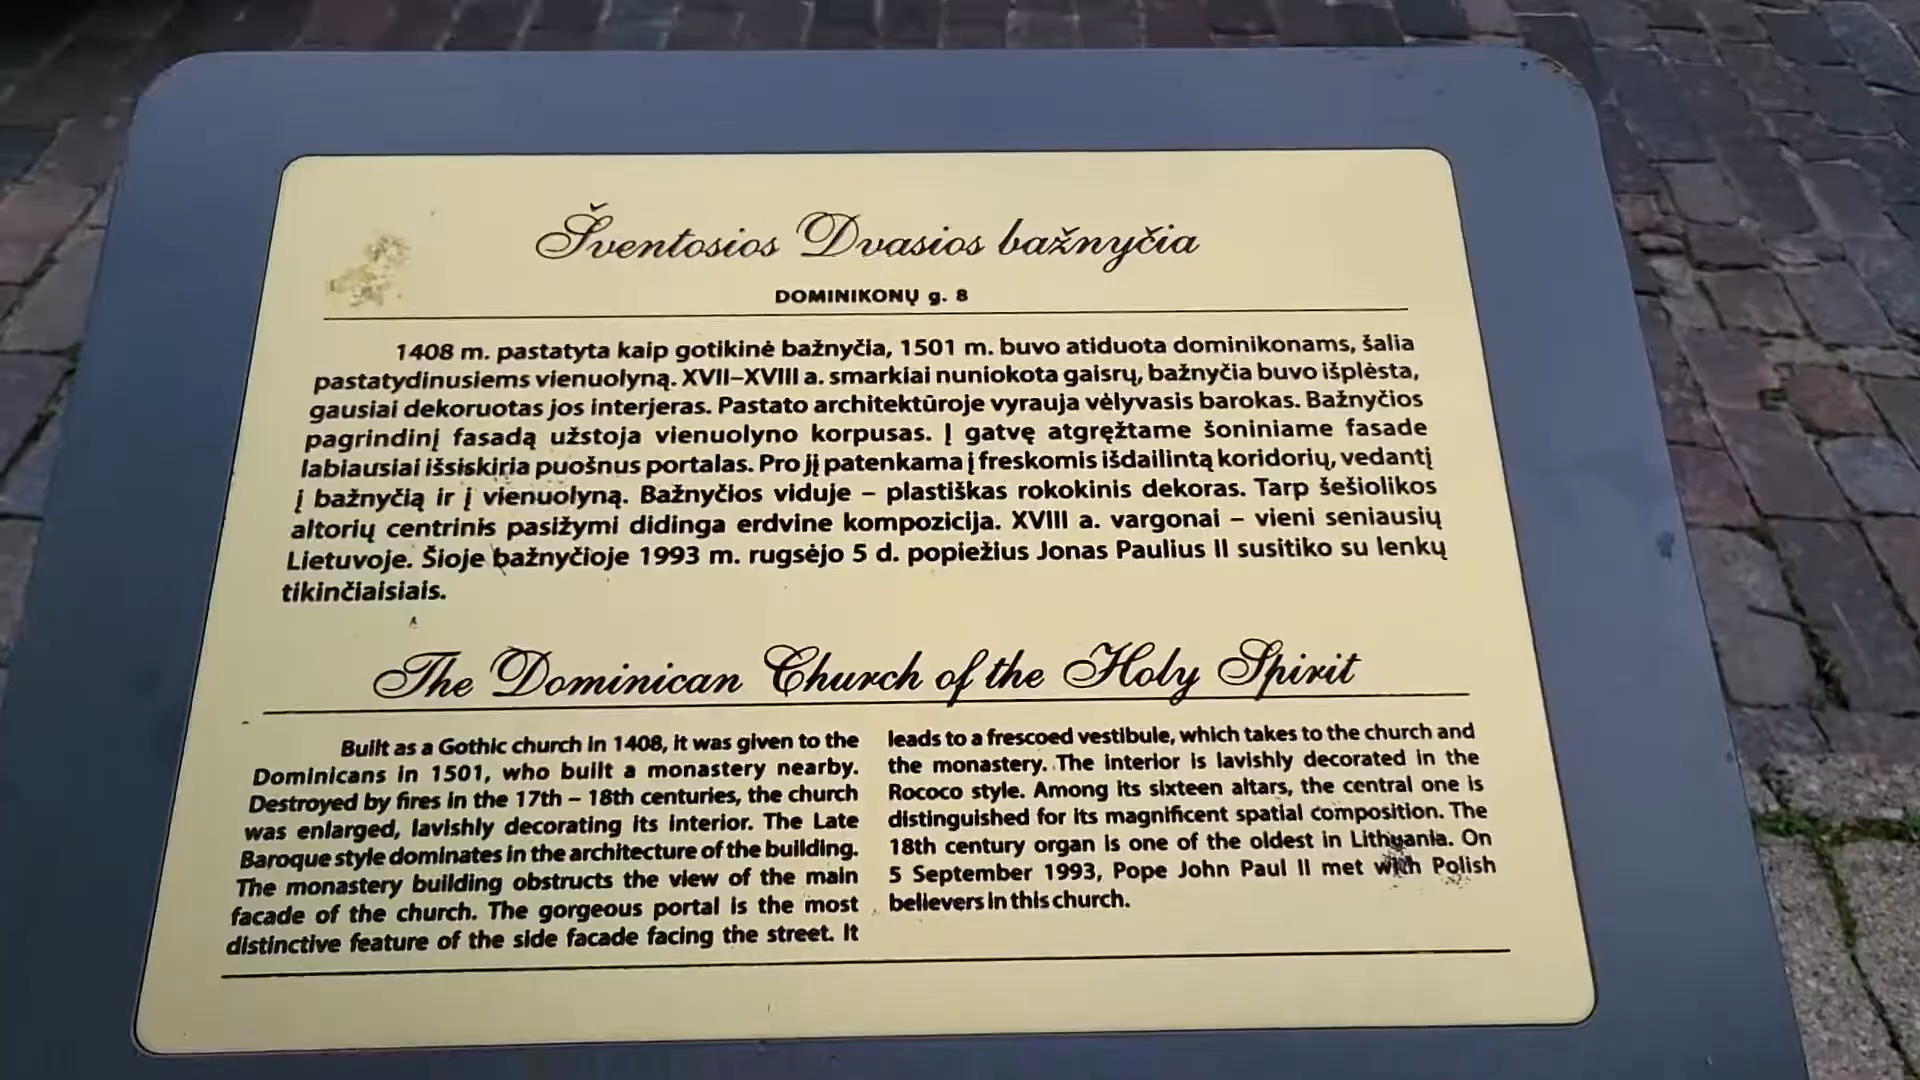 Šventosios Dvasios bažnyčia
DOMINIKONŲ g. 8
1408 m. pastatyta kaip gotikinė bažnyčia, 1501 m. buvo atiduota dominikonams, šalia
pastatydinusiems vienuolyną. XVII–XVIII a. smarkiai nuniokota gaisrų, bažnyčia buvo išplėsta,
gausiai dekoruotas jos interjeras. Pastato architektūroje vyrauja vėlyvasis barokas. Bažnyčios
pagrindinį fasadą užstoja vienuolyno korpusas. Į gatvę atgręžtame šoniniame fasade
labiausiai išsiskiria puošnus portalas. Pro jį patenkama į freskomis išdailintą koridorių, vedantį
į bažnyčią ir į vienuolyną. Bažnyčios viduje – plastiškas rokokinis dekoras. Tarp šešiolikos
altorių centrinis pasižymi didinga erdvine kompozicija. XVIII a. vargonai – vieni seniausių
Lietuvoje. Šioje bažnyčioje 1993 m. rugsėjo 5 d. popiežius Jonas Paulius II susitiko su lenkų
tikinčiaisiais.
The Dominican Church of the Holy Spirit
Built as a Gothic church in 1408, it was given to the
Dominicans in 1501, who built a monastery nearby.
Destroyed by fires in the 17th – 18th centuries, the church
was enlarged, lavishly decorating its interior. The Late
Baroque style dominates in the architecture of the building.
The monastery building obstructs the view of the main
facade of the church. The gorgeous portal is the most
distinctive feature of the side facade facing the street. It
leads to a frescoed vestibule, which takes to the church and
the monastery. The interior is lavishly decorated in the
Rococo style. Among its sixteen altars, the central one is
distinguished for its magnificent spatial composition. The
18th century organ is one of the oldest in Lithuania. On
5 September 1993, Pope John Paul II met with Polish
believers in this church.